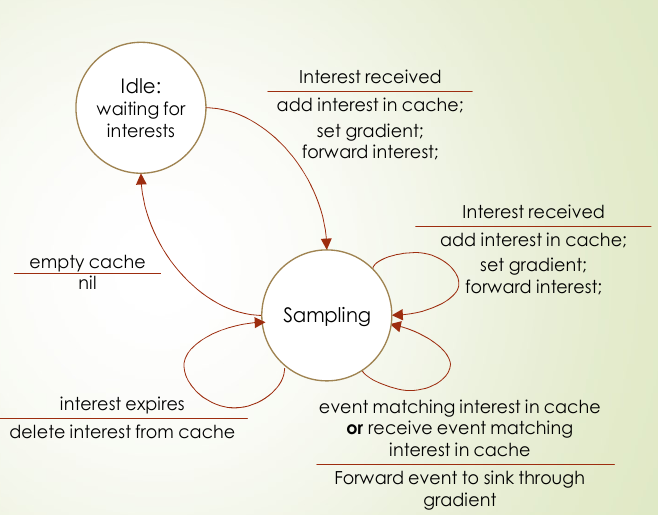 Idle:
waiting for
interests
Interest received
add interest in cache;
set gradient;
forward interest;
Interest received
add interest in cache;
set gradient;
forward interest;
empty cache
nil
Sampling
interest expires
delete interest from cache
event matching interest in cache
or receive event matching
interest in cache
Forward event to sink through
gradient